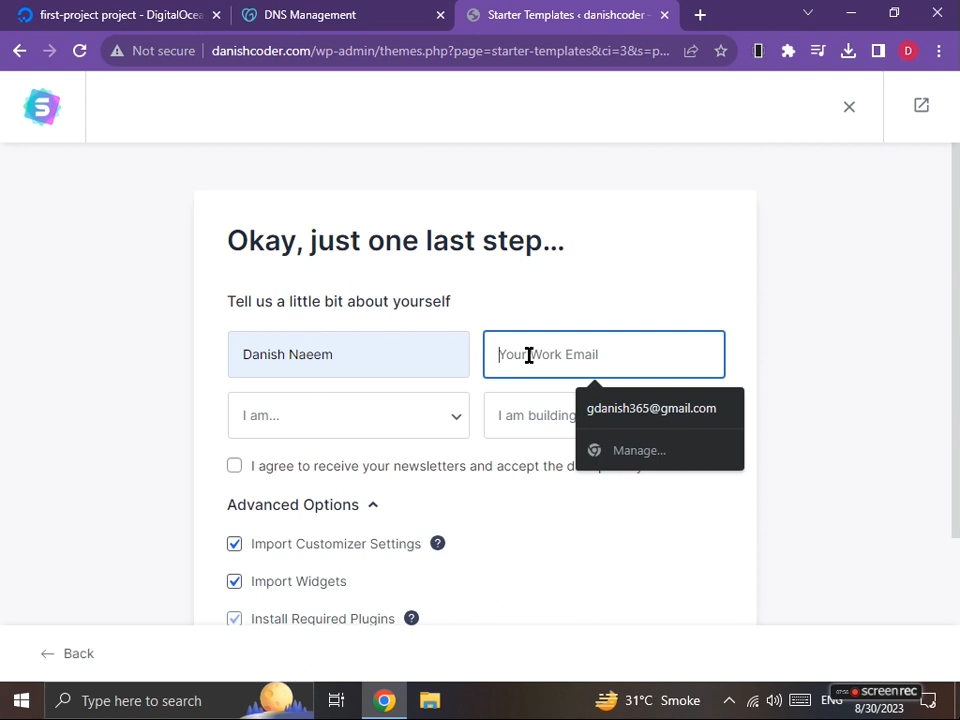 first-project project - DigitalOcea
DNS Management
Starter Templates ‹ danishcoder -
Not secure
danishcoder.com/wp-admin/themes.php?page=starter-templates&ci=3&s=p...
D
S
Okay, just one last step...
Tell us a little bit about yourself
Danish Naeem
Your Work Email
gdanish365@gmail.com
Manage...
I am...
I am building
I agree to receive your newsletters and accept the d
Advanced Options
Import Customizer Settings ?
Import Widgets
Install Required Plugins ?
Back
Type here to search
31°C Smoke
ENG
screenrec
8/30/2023